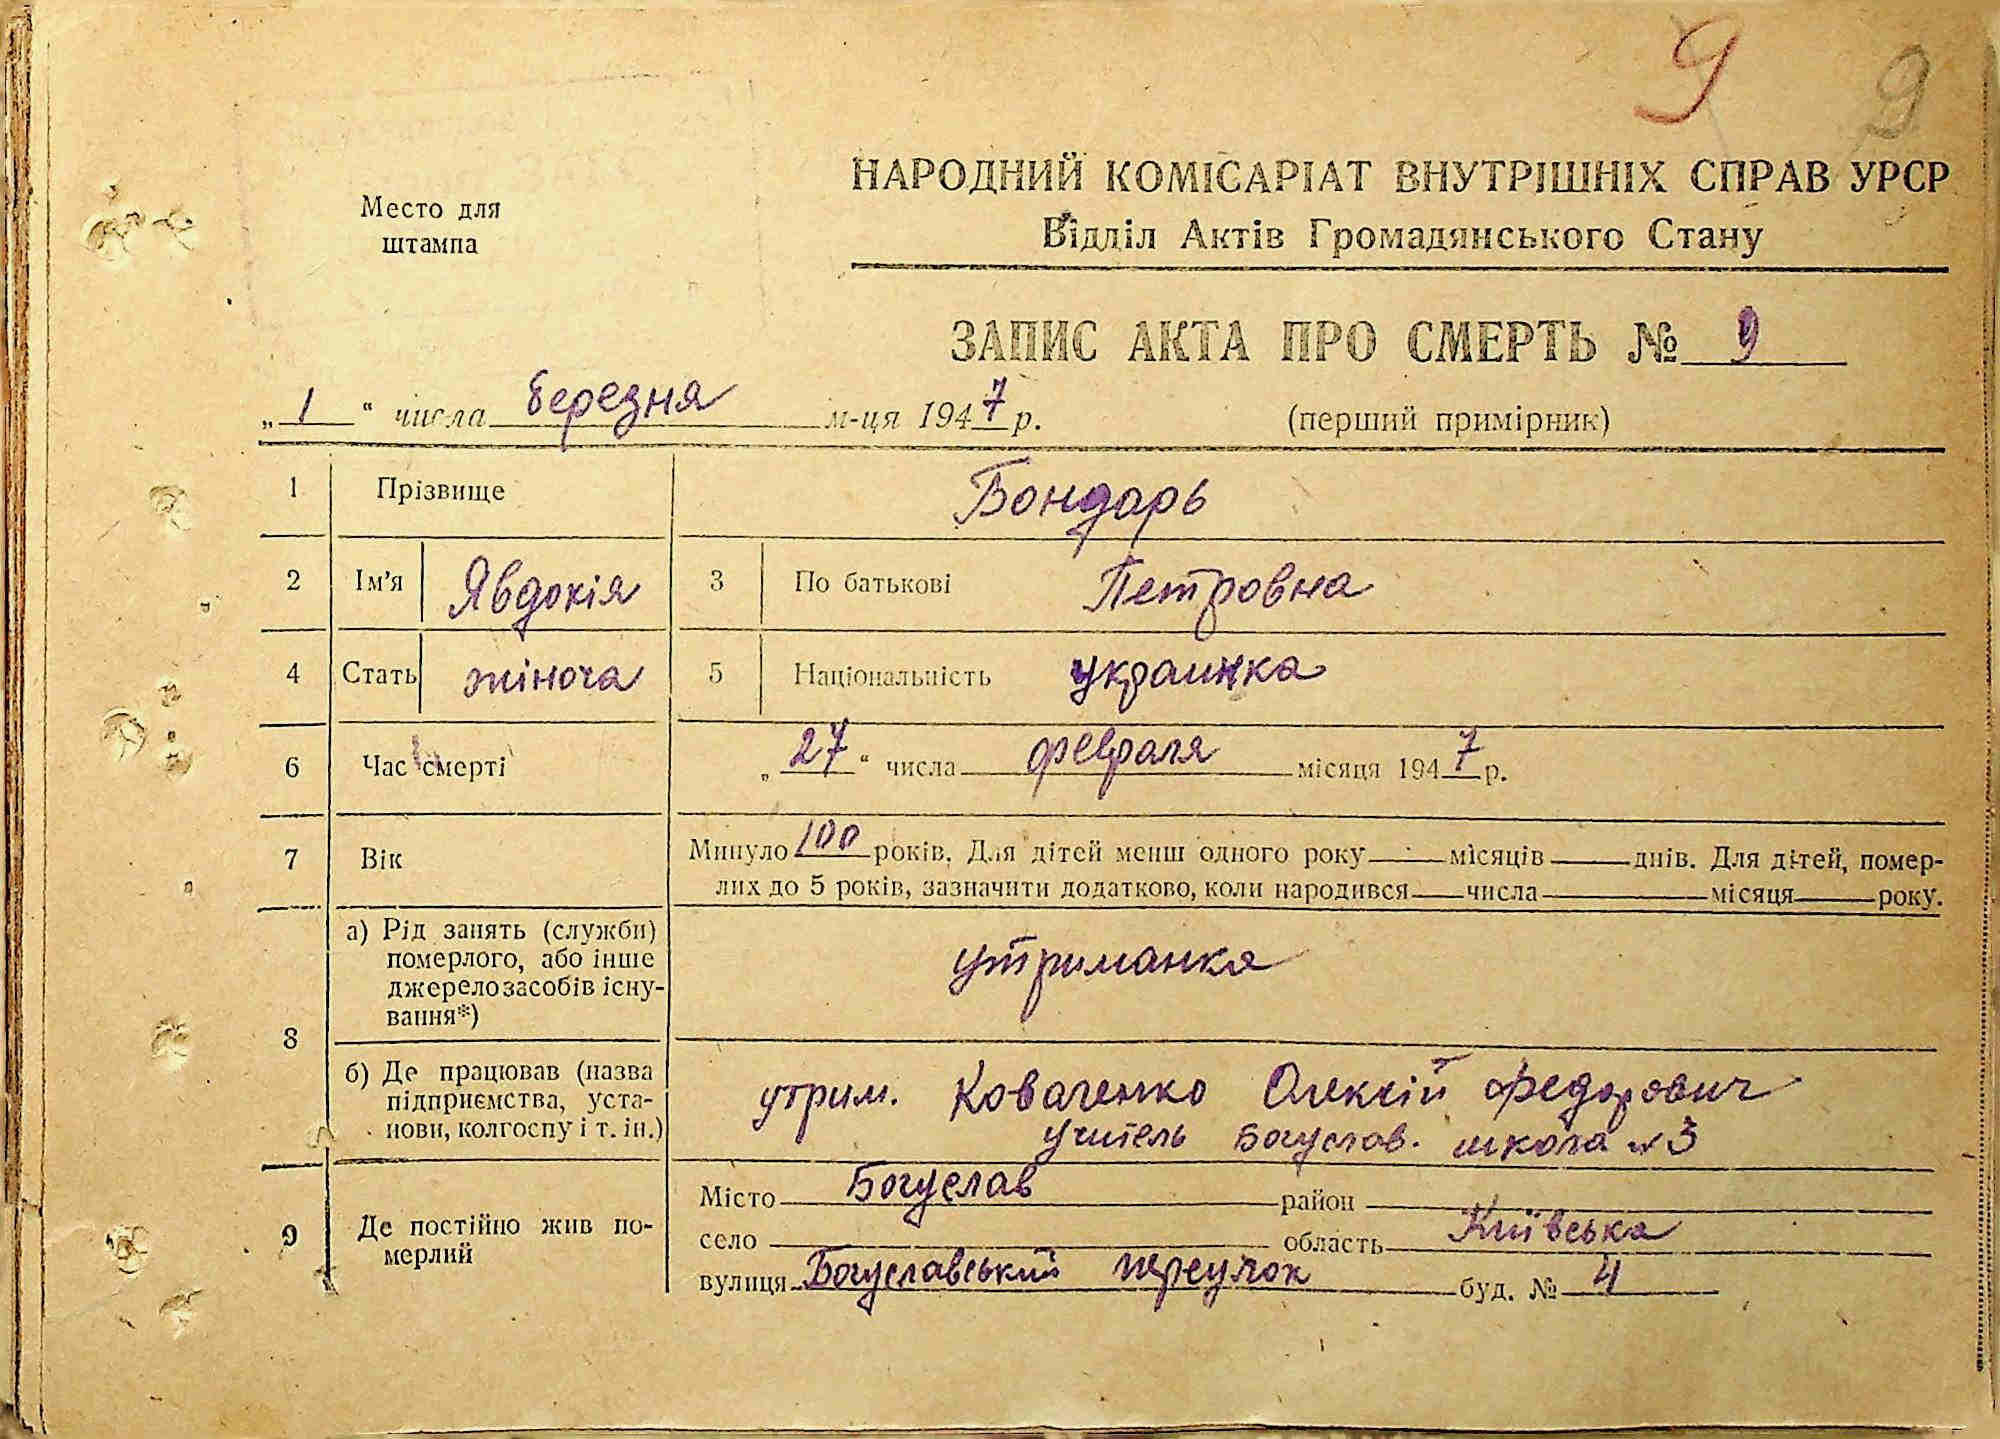 9 9
НАРОДНИЙ КОМІСАРІАТ ВНУТРІШНІХ СПРАВ УРСР
Место для
штампа
Відділ Актів Громадянського Стану
ЗАПИС АКТА ПРО СМЕРТЬ № 9
„ 1 “ числа березня м-ця 1947 р.
(перший примірник)
1 Прізвище Бондарь
2 Ім'я Явдокія 3 По батькові Петровна
4 Стать жіноча 5 Національність украинка
6 Час смерті „ 27 “ числа февраля місяця 1947 р.
7 Вік Минуло 100 років. Для дітей менш одного року місяців днів. Для дітей, помер-
лих до 5 років, зазначити додатково, коли народився числа місяця року.
8
а) Рід занять (служби)
померлого, або інше
джерело засобів існу-
вання*)
утриманка
б) Де працював (назва
підприємства, уста-
нови, колгоспу і т. ін.)
утрим. Коваченко Олексій Федорович
учитель Богуслав. школа № 3
9 Де постійно жив по-
мерлий
Місто Богуслав район
село область Київська
вулиця Богуславський переулок буд. № 4